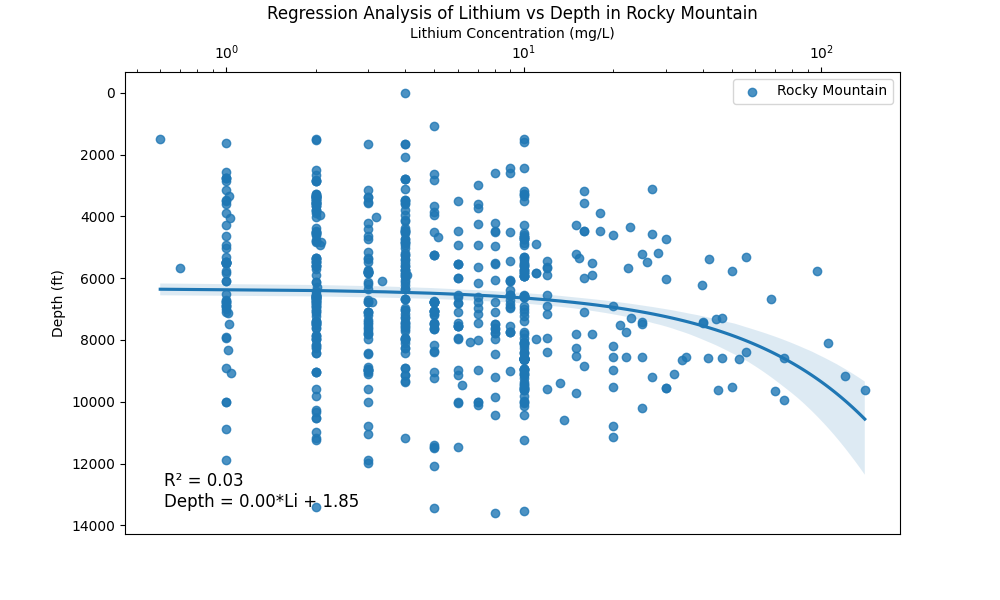 Regression Analysis of Lithium vs Depth in Rocky Mountain
Lithium Concentration (mg/L)
10⁰ 10¹ 10²
Rocky Mountain
Depth (ft)
0
2000
4000
6000
8000
10000
12000
14000
R² = 0.03
Depth = 0.00*Li + 1.85